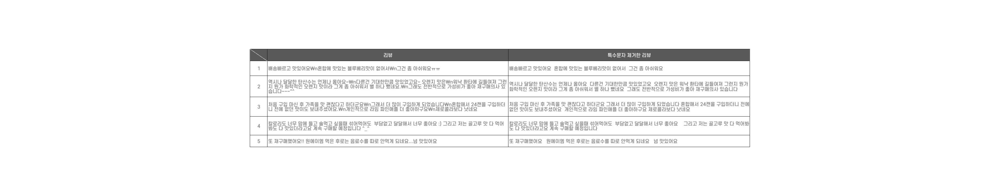 리뷰
특수문자 제거한 리뷰
1
배송빠르고 맛있어요₩n혼합에 맛있는 블루베리맛이 없어서₩n그건 좀 아쉬워요ㅠㅠ
배송빠르고 맛있어요  혼합에 맛있는 블루베리맛이 없어서  그건 좀 아쉬워요
2
역시나 달달한 탄산수는 언제나 옳아요~₩n다른건 기대한만큼 맛있었고요~ 오렌지 맛은₩n워낙 환타에 길들여져 그런
지 뭔가 화학적인 오렌지 맛이라 그게 좀 아쉬워서 별 하나 뺐네요.₩n그래도 전반적으로 가성비가 좋아 재구매의사 있
습니다~~~^^
역시나 달달한 탄산수는 언제나 옳아요  다른건 기대한만큼 맛있었고요  오렌지 맛은 워낙 환타에 길들여져 그런지 뭔가
화학적인 오렌지 맛이라 그게 좀 아쉬워서 별 하나 뺐네요  그래도 전반적으로 가성비가 좋아 재구매의사 있습니다
3
처음 구입 마신 후 가족을 맛 괜찮다고 하더군요₩n그래서 더 많이 구입하게 되었습니다₩n혼합해서 24캔을 구입하더
니 전에 없던 맛이도 보내주셨어요.₩n개인적으로 라임 파인애플 더 좋아하구요₩n제로콜라보다 낫네요
처음 구입 마신 후 가족을 맛 괜찮다고 하더군요 그래서 더 많이 구입하게 되었습니다 혼합해서 24캔을 구입하더니 전에
없던 맛이도 보내주셨어요  개인적으로 라임 파인애플 더 좋아하구요 제로콜라보다 낫네요
4
칼로리도 너무 맘에 들고 술먹고 싶을때 섞어먹어도  부담없고 달달해서 너무 좋아요 :) 그리고 저는 골고루 맛 다 먹어
봐도 다 맛있더라고요 계속 구매할 예정입니다 ^_^
칼로리도 너무 맘에 들고 술먹고 싶을때 섞어먹어도  부담없고 달달해서 너무 좋아요    그리고 저는 골고루 맛 다 먹어봐
도 다 맛있더라고요 계속 구매할 예정입니다
5
또 재구매했어요!! 원에이엠 먹은 후로는 음료수를 따로 안먹게 되네요...넘 맛있어요
또 재구매했어요   원에이엠 먹은 후로는 음료수를 따로 안먹게 되네요   넘 맛있어요